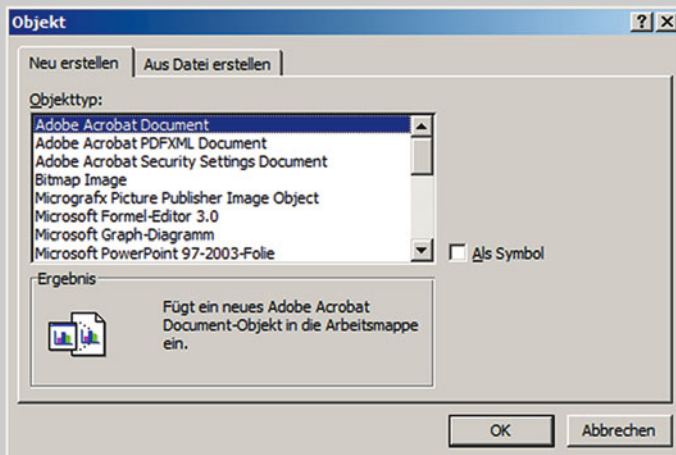 Objekt
Neu erstellen
Aus Datei erstellen
Objekttyp:
Adobe Acrobat Document
Adobe Acrobat PDFXML Document
Adobe Acrobat Security Settings Document
Bitmap Image
Micrografx Picture Publisher Image Object
Microsoft Formel-Editor 3.0
Microsoft Graph-Diagramm
Microsoft PowerPoint 97-2003-Folie
Als Symbol
Ergebnis
Fügt ein neues Adobe Acrobat
Document-Objekt in die Arbeitsmappe
ein.
OK
Abbrechen